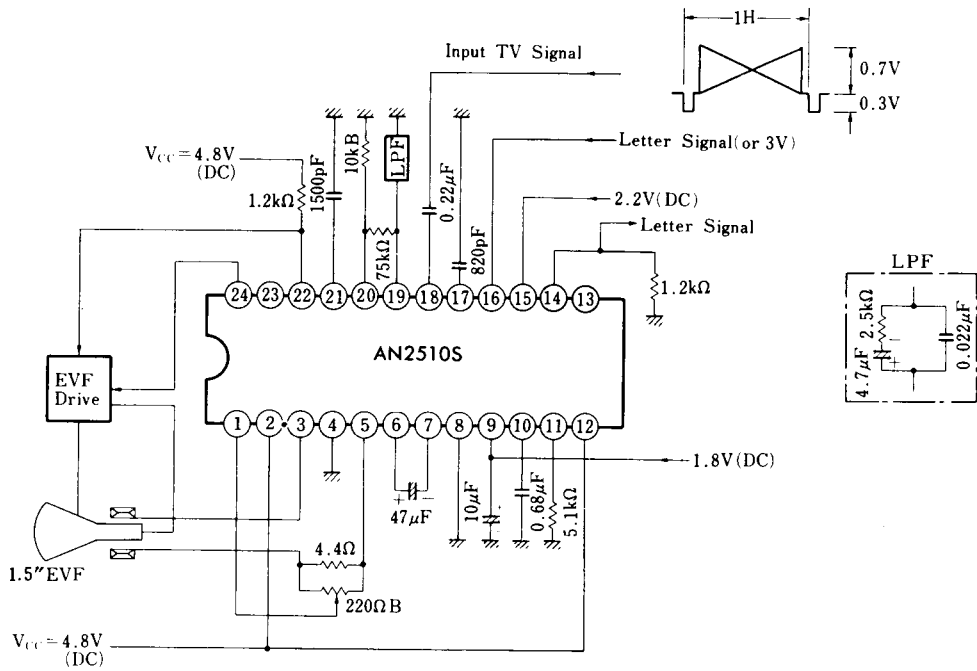 1H
Input TV Signal
0.7V
0.3V
VCC=4.8V
(DC)
1.2kΩ
1500pF
10kB
LPF
75kΩ
0.22μF
820pF
Letter Signal(or 3V)
2.2V(DC)
Letter Signal
1.2kΩ
24 23 22 21 20 19 18 17 16 15 14 13
AN2510S
1 2 3 4 5 6 7 8 9 10 11 12
LPF
2.5kΩ
4.7μF
+
−
0.022μF
EVF
Drive
1.5″EVF
4.4Ω
220ΩB
+
−
47μF
10μF
+
0.68μF
5.1kΩ
1.8V(DC)
VCC=4.8V
(DC)